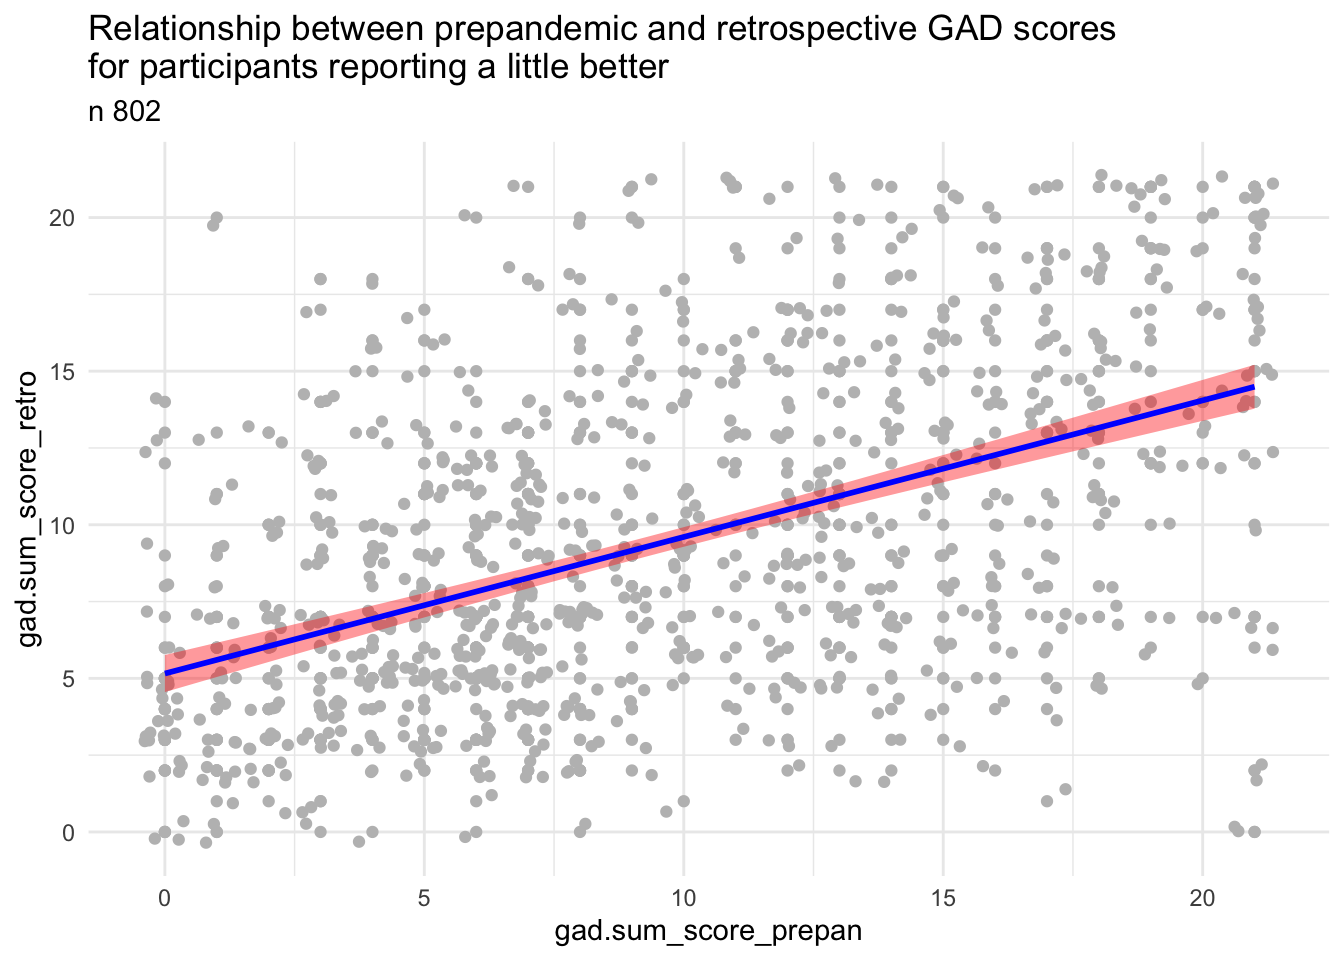 Relationship between prepandemic and retrospective GAD scores
for participants reporting a little better
n 802
20
15
10
5
0
gad.sum_score_retro
0 5 10 15 20
gad.sum_score_prepan